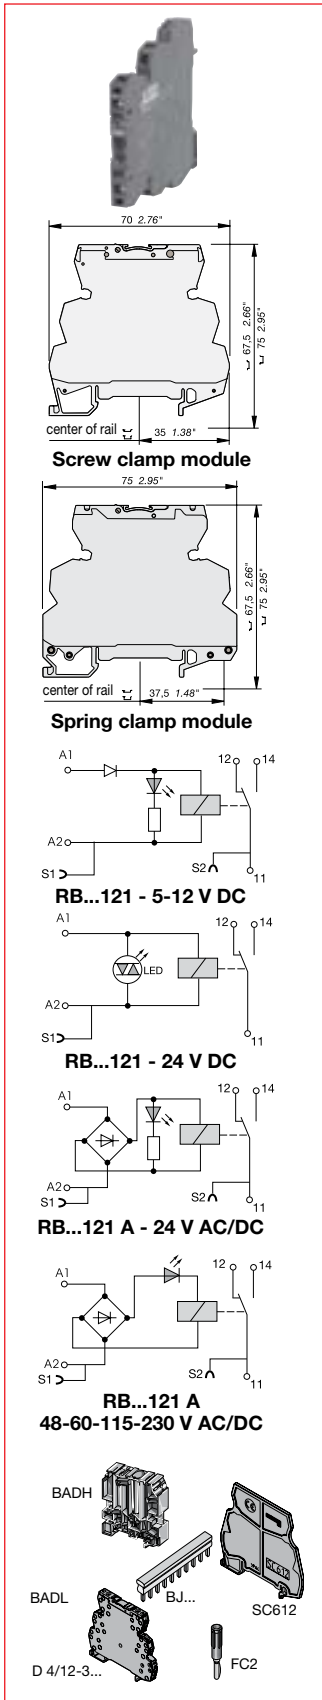 70 2.76"
67,5 2.66"
75 2.95"
center of rail
35 1.38"
Screw clamp module
75 2.95"
67,5 2.66"
75 2.95"
center of rail
37,5 1.48"
Spring clamp module
A1
12 14
A2
S1
S2
11
RB...121 - 5-12 V DC
A1
12 14
LED
A2
S1
11
RB...121 - 24 V DC
A1
12 14
A2
S1
S2
11
RB...121 A - 24 V AC/DC
A1
12 14
A2
S1
S2
11
RB...121 A
48-60-115-230 V AC/DC
BADH
BJ...
SC612
SC612
BADL
D 4/12-3...
FC2